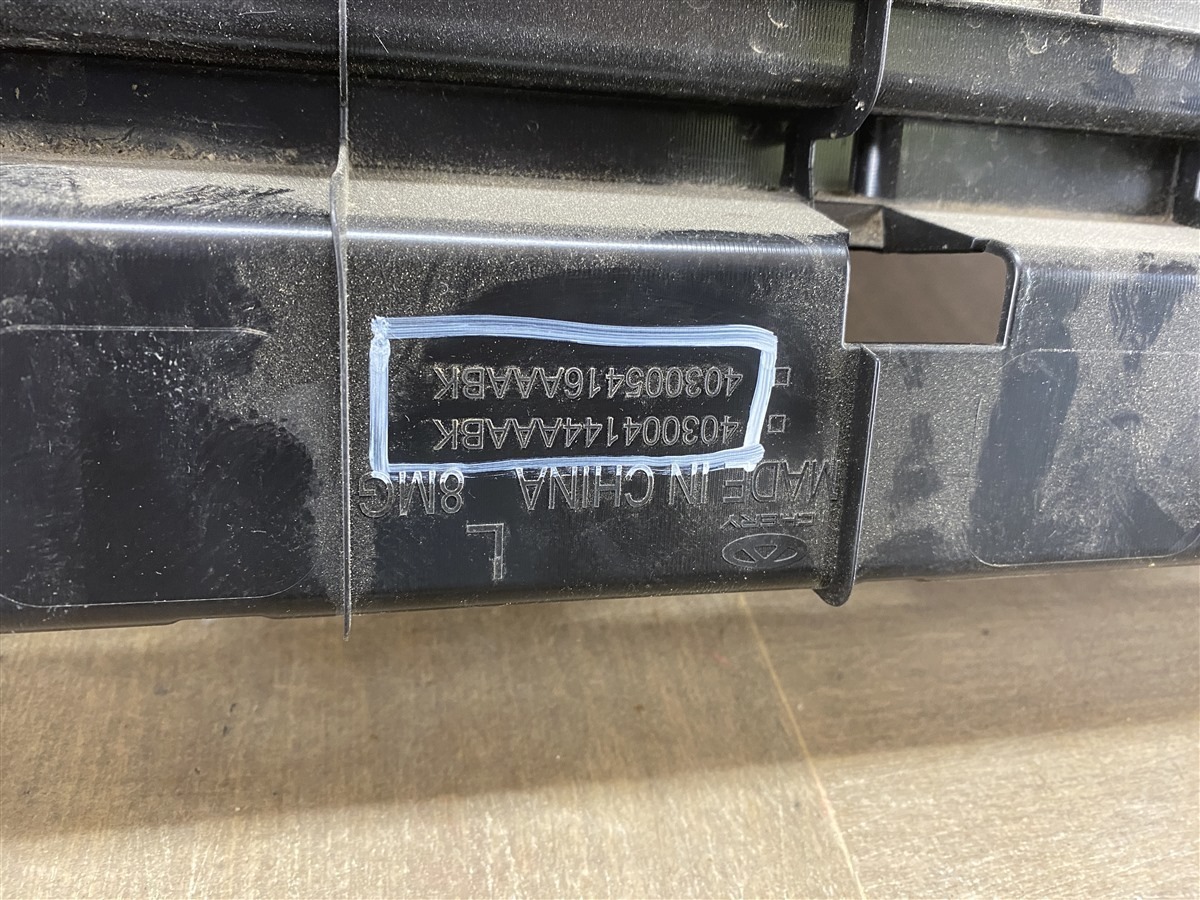 CHERY
L
MADE IN CHINA 8MG
403004144AAABK
403005416AAABK